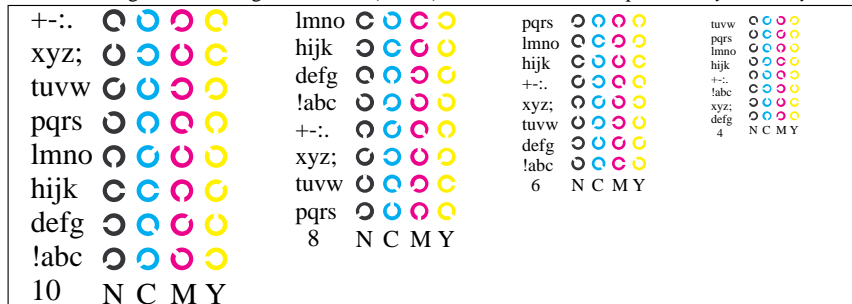 +-:.
xyz;
tuvw
pqrs
lmno
hijk
defg
!abc
10 N C M Y
lmno
hijk
defg
!abc
+-:.
xyz;
tuvw
pqrs
8 N C M Y
pqrs
lmno
hijk
+-:.
xyz;
tuvw
defg
!abc
6 N C M Y
tuvw
pqrs
lmno
hijk
+-:.
!abc
xyz;
defg
4 N C M Y